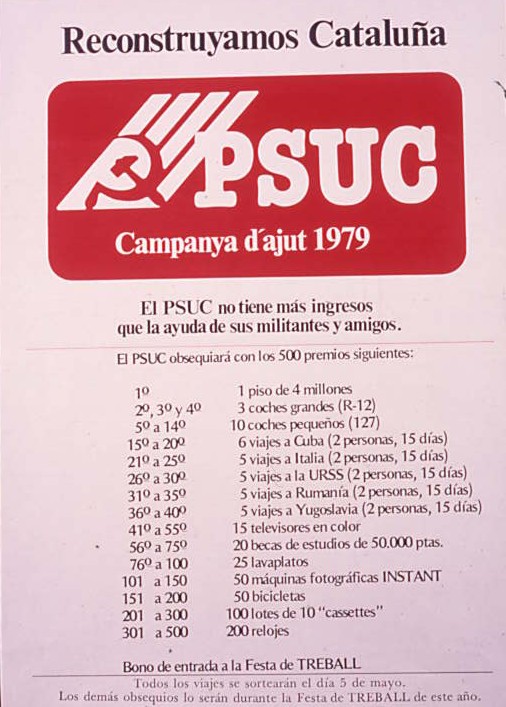 Reconstruyamos Cataluña
PSUC
Campanya d'ajut 1979
El PSUC no tiene más ingresos
que la ayuda de sus militantes y amigos.
El PSUC obsequiará con los 500 premios siguientes:
1º 1 piso de 4 millones
2º, 3º y 4º 3 coches grandes (R-12)
5º a 14º 10 coches pequeños (127)
15º a 20º 6 viajes a Cuba (2 personas, 15 días)
21º a 25º 5 viajes a Italia (2 personas, 15 días)
26º a 30º 5 viajes a la URSS (2 personas, 15 días)
31º a 35º 5 viajes a Rumanía (2 personas, 15 días)
36º a 40º 5 viajes a Yugoslavia (2 personas, 15 días)
41º a 55º 15 televisores en color
56º a 75º 20 becas de estudios de 50.000 ptas.
76º a 100 25 lavaplatos
101 a 150 50 máquinas fotográficas INSTANT
151 a 200 50 bicicletas
201 a 300 100 lotes de 10 "cassettes"
301 a 500 200 relojes
Bono de entrada a la Festa de TREBALL
Todos los viajes se sortearán el día 5 de mayo.
Los demás obsequios lo serán durante la Festa de TREBALL de este año.